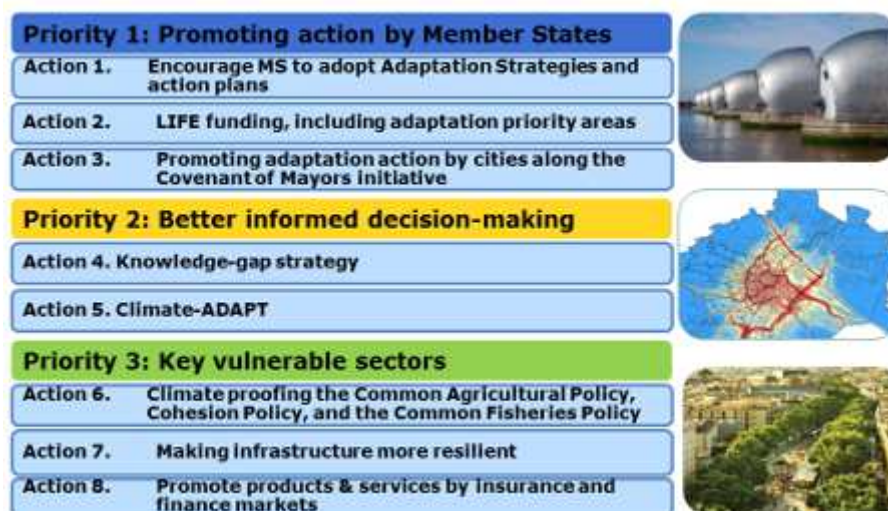 Priority 1: Promoting action by Member States
Action 1. Encourage MS to adopt Adaptation Strategies and
action plans
Action 2. LIFE funding, including adaptation priority areas
Action 3. Promoting adaptation action by cities along the
Covenant of Mayors initiative
Priority 2: Better informed decision-making
Action 4. Knowledge-gap strategy
Action 5. Climate-ADAPT
Priority 3: Key vulnerable sectors
Action 6. Climate proofing the Common Agricultural Policy,
Cohesion Policy, and the Common Fisheries Policy
Action 7. Making infrastructure more resilient
Action 8. Promote products & services by insurance and
finance markets